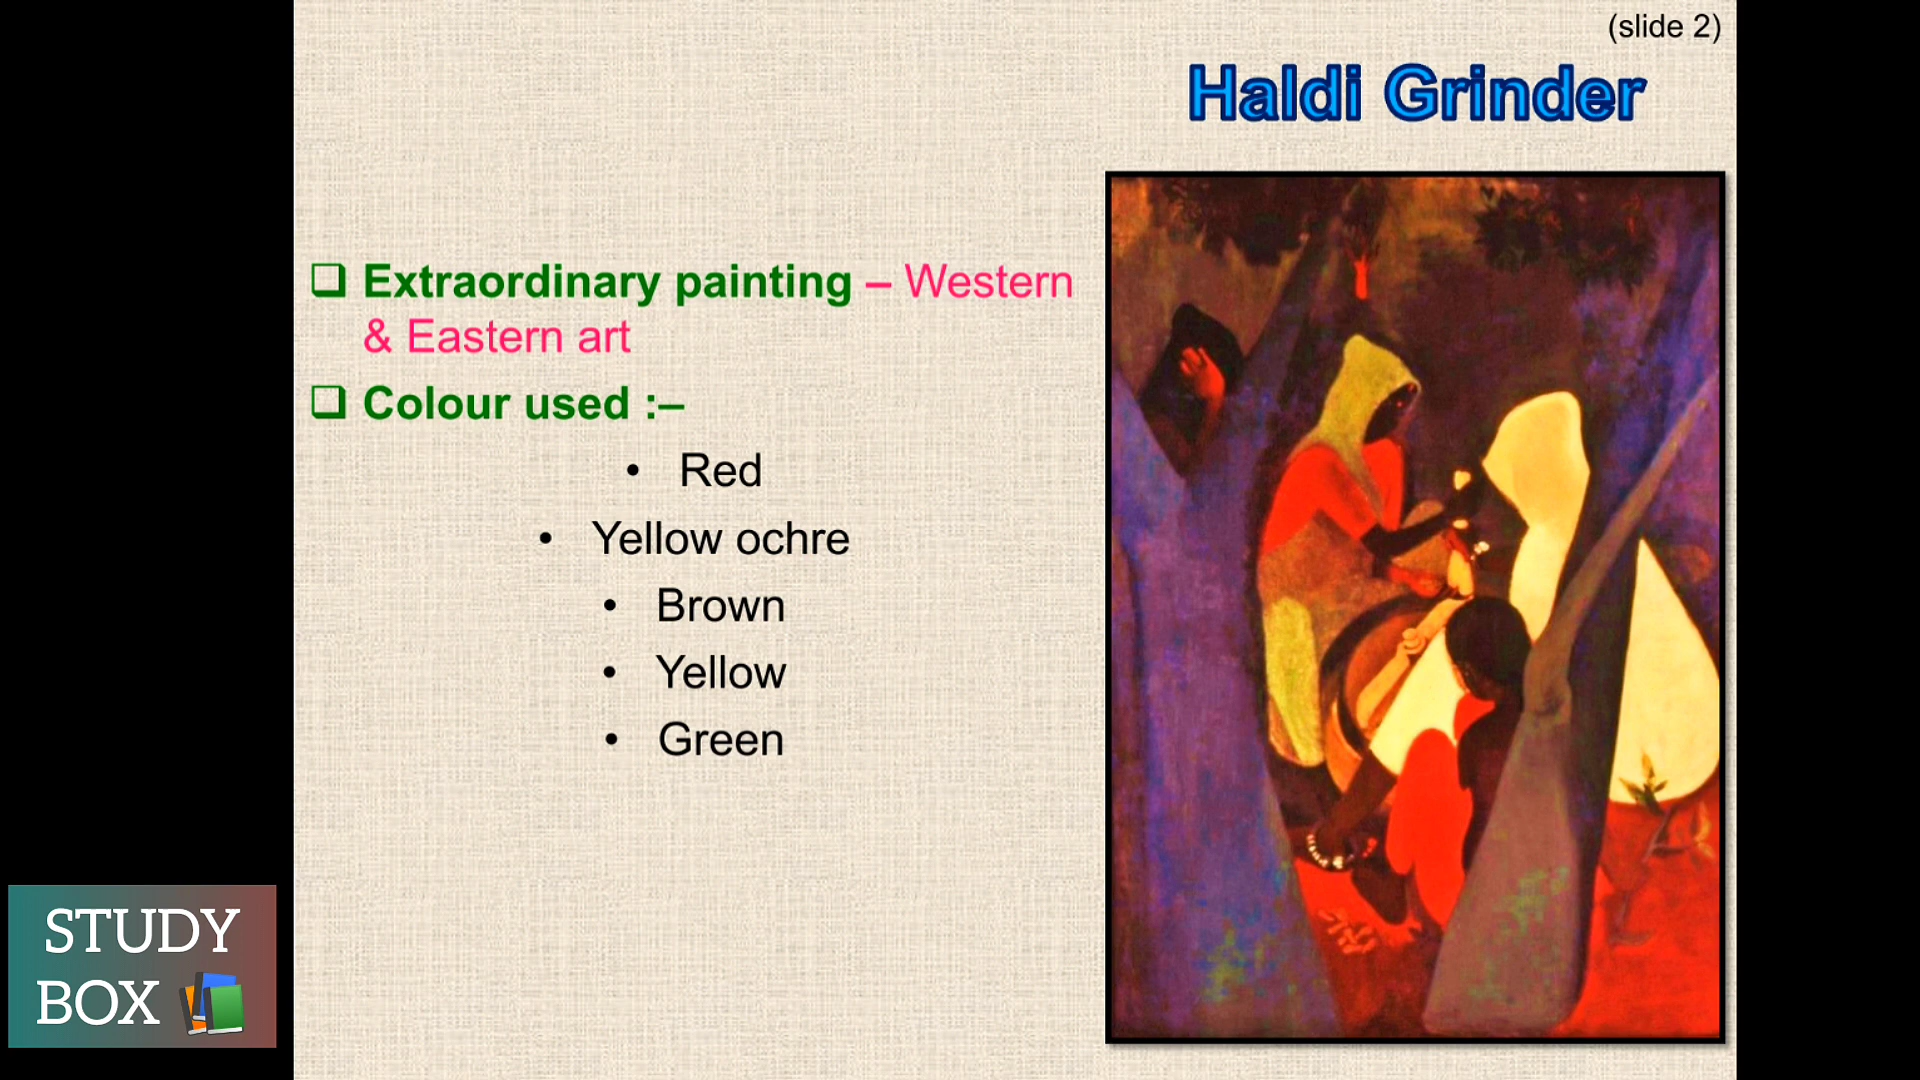 (slide 2)
Haldi Grinder
❑ Extraordinary painting – Western
& Eastern art
❑ Colour used :–
• Red
• Yellow ochre
• Brown
• Yellow
• Green
STUDY
BOX